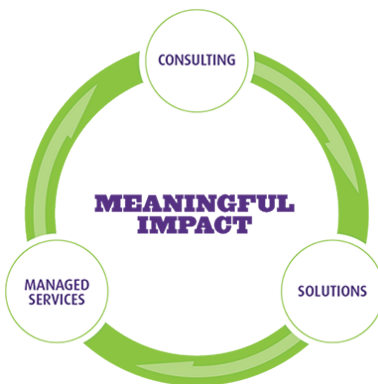 CONSULTING
MEANINGFUL
IMPACT
MANAGED
SERVICES
SOLUTIONS